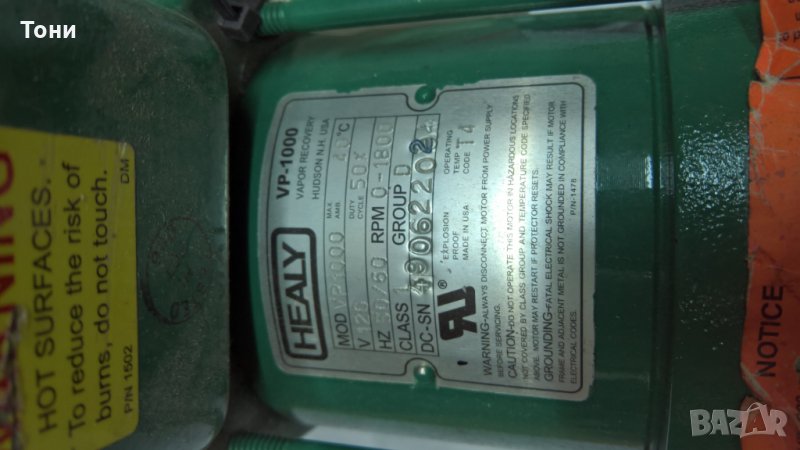 Тони
NING
HOT SURFACES.
To reduce the risk of
burns, do not touch.
P/N 1502
DM
HEALY
VP-1000
VAPOR RECOVERY
HUDSON N.H. USA
MOD VP1000 MAX AMB 40°C
V 120 DUTY CYCLE 50%
HZ 50/60 RPM 0-1800
CLASS GROUP D
DC-SN
EXPLOSION
PROOF
MADE IN USA
OPERATING
TEMP
CODE T4
WARNING-ALWAYS DISCONNECT MOTOR FROM POWER SUPPLY
BEFORE SERVICING.
CAUTION-DO NOT OPERATE THIS MOTOR IN HAZARDOUS LOCATIONS
NOT COVERED BY CLASS GROUP AND TEMPERATURE CODE SPECIFIED
ABOVE. MOTOR MAY RESTART IF PROTECTOR RESETS.
GROUNDING-FATAL ELECTRICAL SHOCK MAY RESULT IF MOTOR
FRAME AND ADJACENT METAL IS NOT GROUNDED IN COMPLIANCE WITH
ELECTRICAL CODES.
P/N-1478
NOTICE
BAZAR
bg